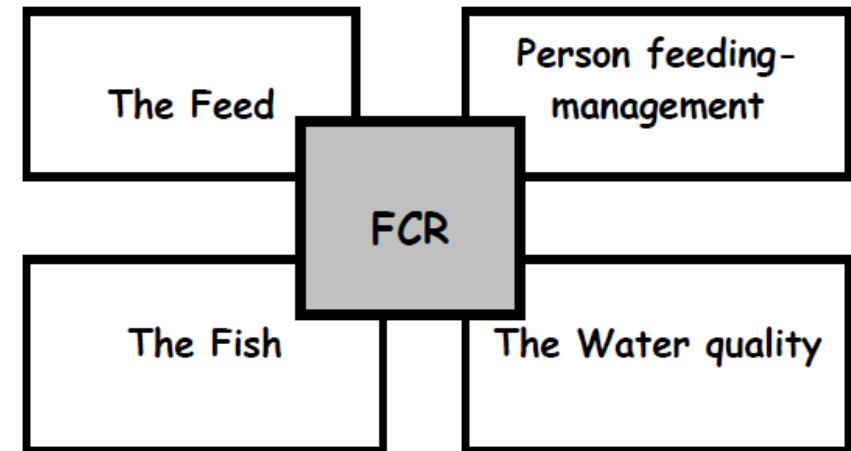 The Feed
Person feeding-
management
FCR
The Fish
The Water quality